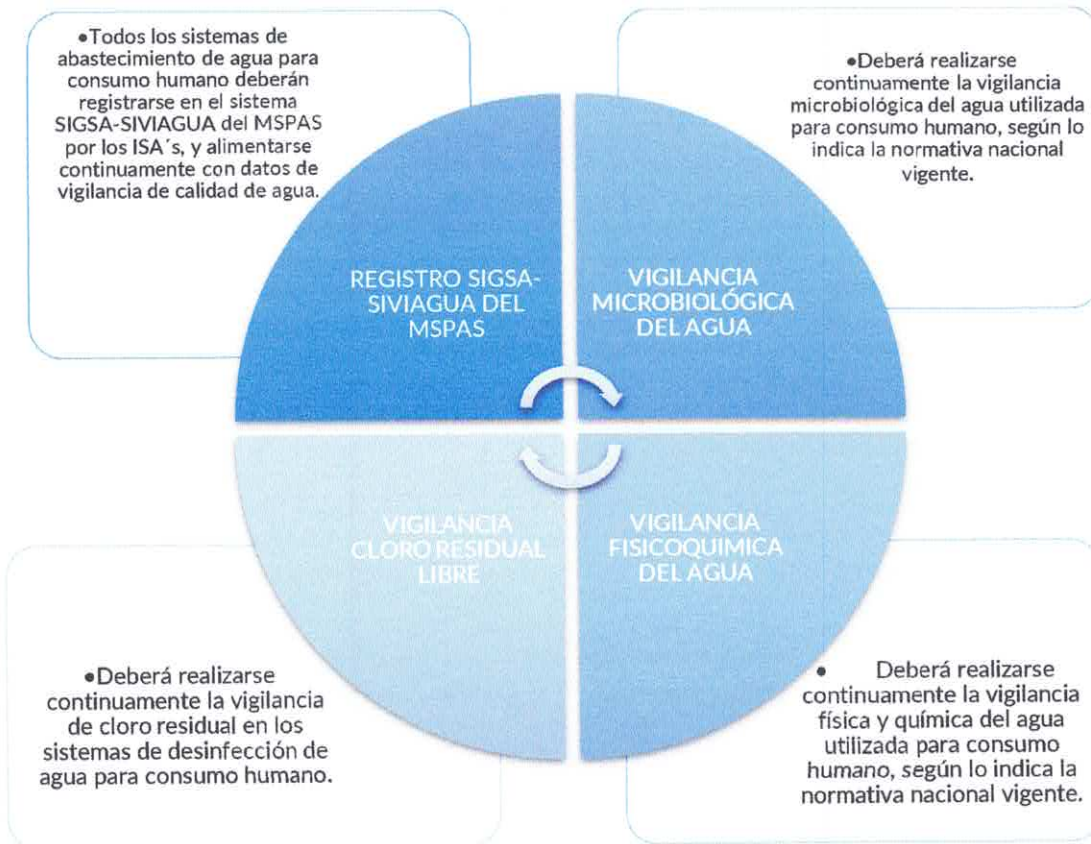 •Todos los sistemas de
abastecimiento de agua para
consumo humano deberán
registrarse en el sistema
SIGSA-SIVIAGUA del MSPAS
por los ISA´s, y alimentarse
continuamente con datos de
vigilancia de calidad de agua.
•Deberá realizarse
continuamente la vigilancia
microbiológica del agua utilizada
para consumo humano, según lo
indica la normativa nacional
vigente.
REGISTRO SIGSA-
SIVIAGUA DEL
MSPAS
VIGILANCIA
MICROBIOLÓGICA
DEL AGUA
VIGILANCIA
CLORO RESIDUAL
LIBRE
VIGILANCIA
FISICOQUIMICA
DEL AGUA
•Deberá realizarse
continuamente la vigilancia
de cloro residual en los
sistemas de desinfección de
agua para consumo humano.
• Deberá realizarse
continuamente la vigilancia
física y química del agua
utilizada para consumo
humano, según lo indica la
normativa nacional vigente.